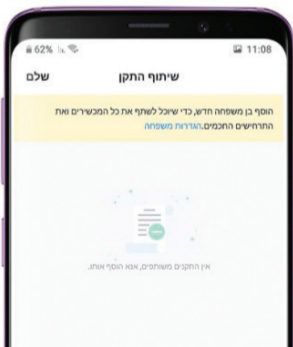 62% 11:08
שיתוף התקן שלם
הוסף בן משפחה חדש, כדי שיוכל לשתף את כל המכשירים ואת
התרחישים החכמים.הגדרות משפחה
אין התקנים משותפים, אנא הוסף אותו.